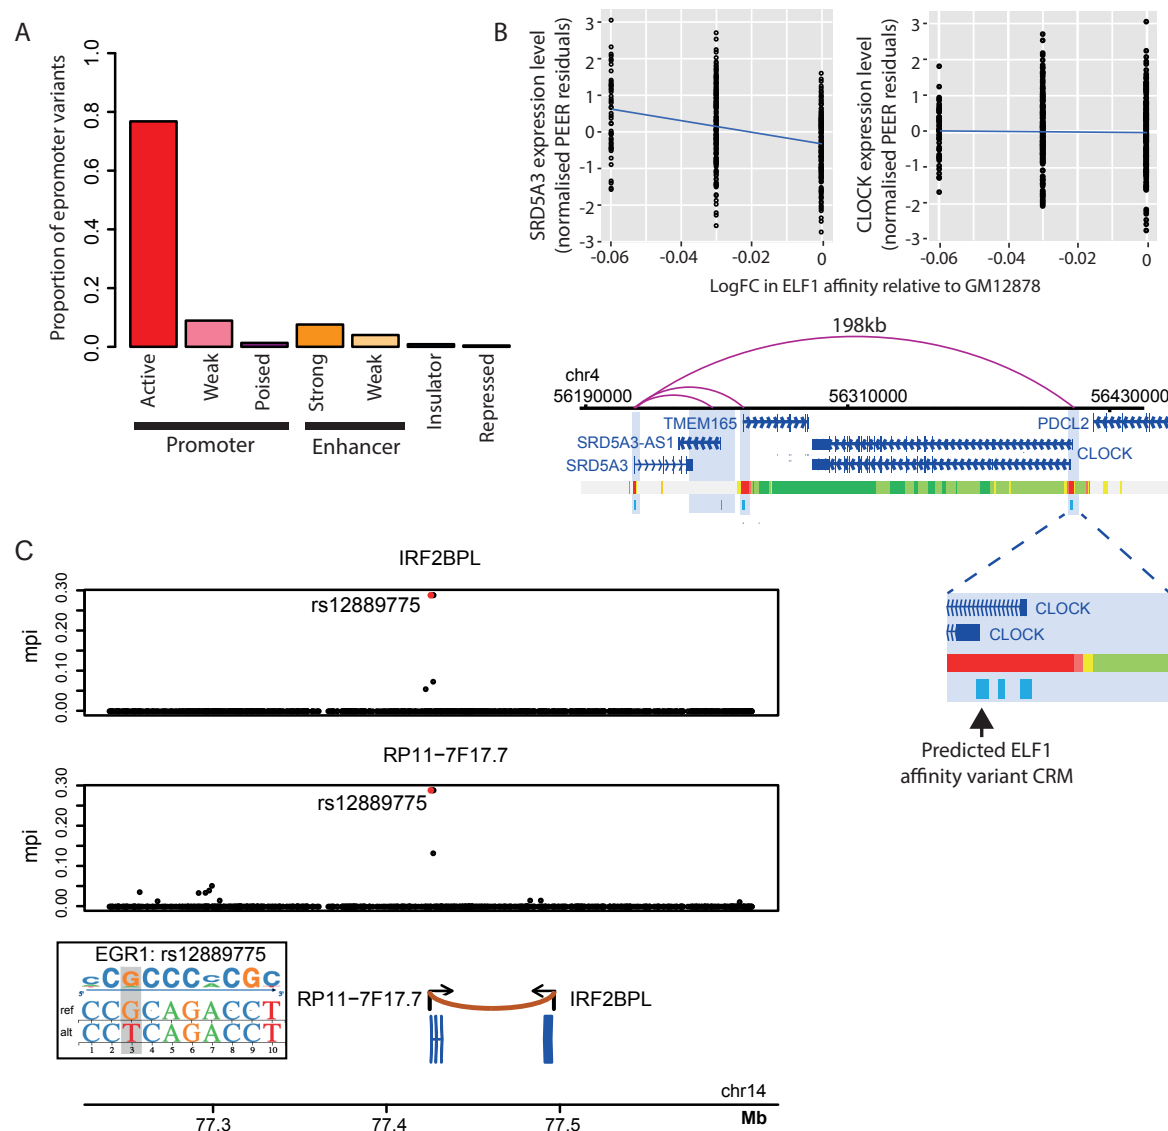 A
Proportion of epromoter variants
1.0
0.8
0.6
0.4
0.2
0.0
Active
Weak
Poised
Strong
Weak
Insulator
Repressed
Promoter
Enhancer
B
SRD5A3 expression level
(normalised PEER residuals)
3
2
1
0
-1
-2
-3
-0.06
-0.04
-0.02
0
CLOCK expression level
(normalised PEER residuals)
3
2
1
0
-1
-2
-3
-0.06
-0.04
-0.02
0
LogFC in ELF1 affinity relative to GM12878
198kb
chr4
56190000
56310000
56430000
TMEM165
PDCL2
SRD5A3-AS1
CLOCK
SRD5A3
CLOCK
CLOCK
Predicted ELF1
affinity variant CRM
C
IRF2BPL
mpi
0.30
0.20
0.10
0.00
rs12889775
RP11−7F17.7
mpi
0.30
0.20
0.10
0.00
rs12889775
EGR1: rs12889775
c C G C C C c C G c
5' 3'
ref C C G C A G A C C T
alt C C T C A G A C C T
1 2 3 4 5 6 7 8 9 10
RP11-7F17.7
IRF2BPL
chr14
Mb
77.3
77.4
77.5